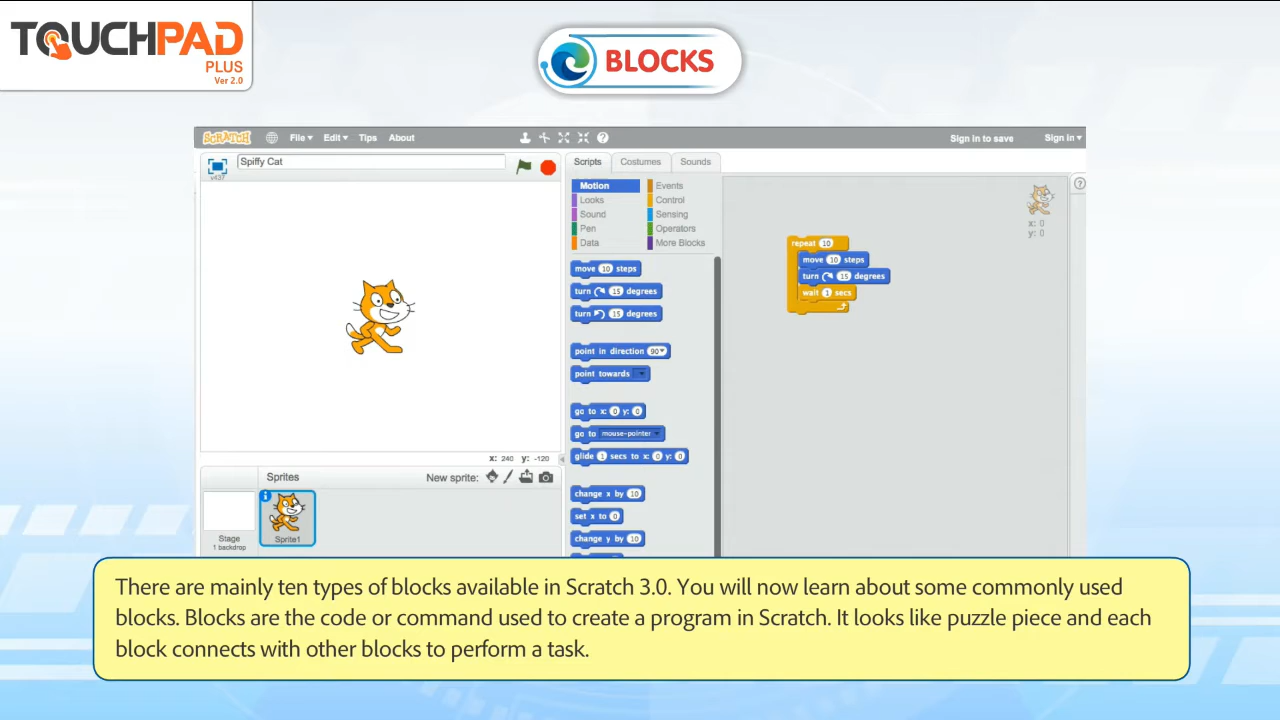 TOUCHPAD
PLUS
Ver 2.0
BLOCKS
SCRATCH File Edit Tips About Sign in to save Sign in
Spiffy Cat
v437
Scripts Costumes Sounds
Motion Events
Looks Control
Sound Sensing
Pen Operators
Data More Blocks
move 10 steps
turn 15 degrees
turn 15 degrees
point in direction 90
point towards
go to x: 0 y: 0
go to mouse-pointer
glide 1 secs to x: 0 y: 0
change x by 10
set x to 0
change y by 10
repeat 10
move 10 steps
turn 15 degrees
wait 1 secs
x: 0
y: 0
x: 240 y: -120
Sprites New sprite:
Stage
1 backdrop
Sprite1
There are mainly ten types of blocks available in Scratch 3.0. You will now learn about some commonly used
blocks. Blocks are the code or command used to create a program in Scratch. It looks like puzzle piece and each
block connects with other blocks to perform a task.